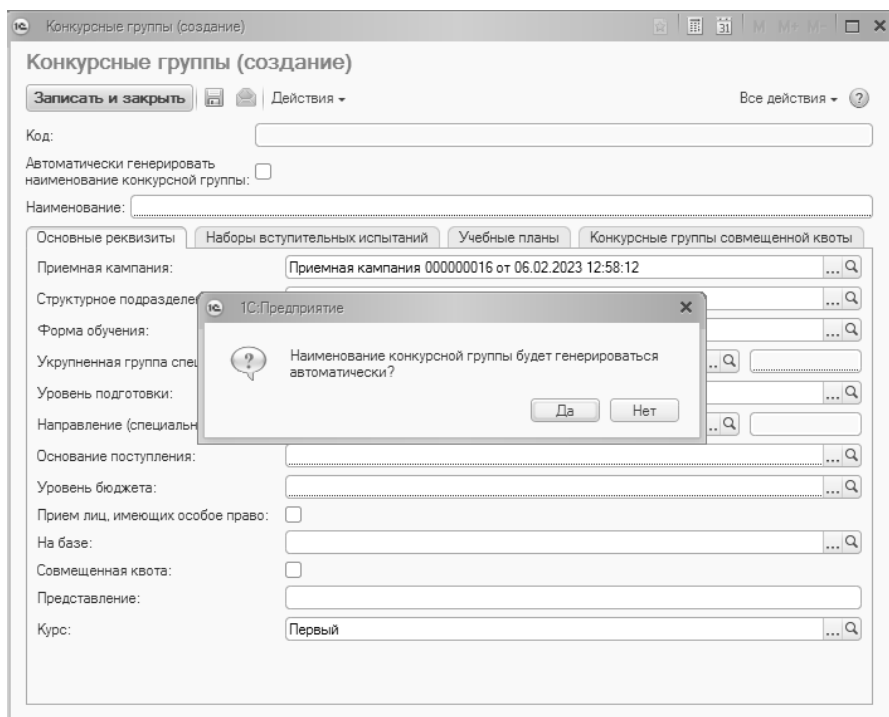 1С Конкурсные группы (создание) 31 M M+ M-
Конкурсные группы (создание)
Записать и закрыть Действия Все действия ?
Код:
Автоматически генерировать
наименование конкурсной группы:
Наименование:
Основные реквизиты Наборы вступительных испытаний Учебные планы Конкурсные группы совмещенной квоты
Приемная кампания: Приемная кампания 000000016 от 06.02.2023 12:58:12 ...
Структурное ...
1С 1С:Предприятие
Форма обучения: ...
Наименование конкурсной группы будет генерироваться
автоматически?
?
Укрупненная группа ..
Уровень подготовки: ...
Да Нет
Направление ..
Основание поступления: ...
Уровень бюджета: ...
Прием лиц, имеющих особое право:
На базе: ...
Совмещенная квота:
Представление:
Курс: Первый ...